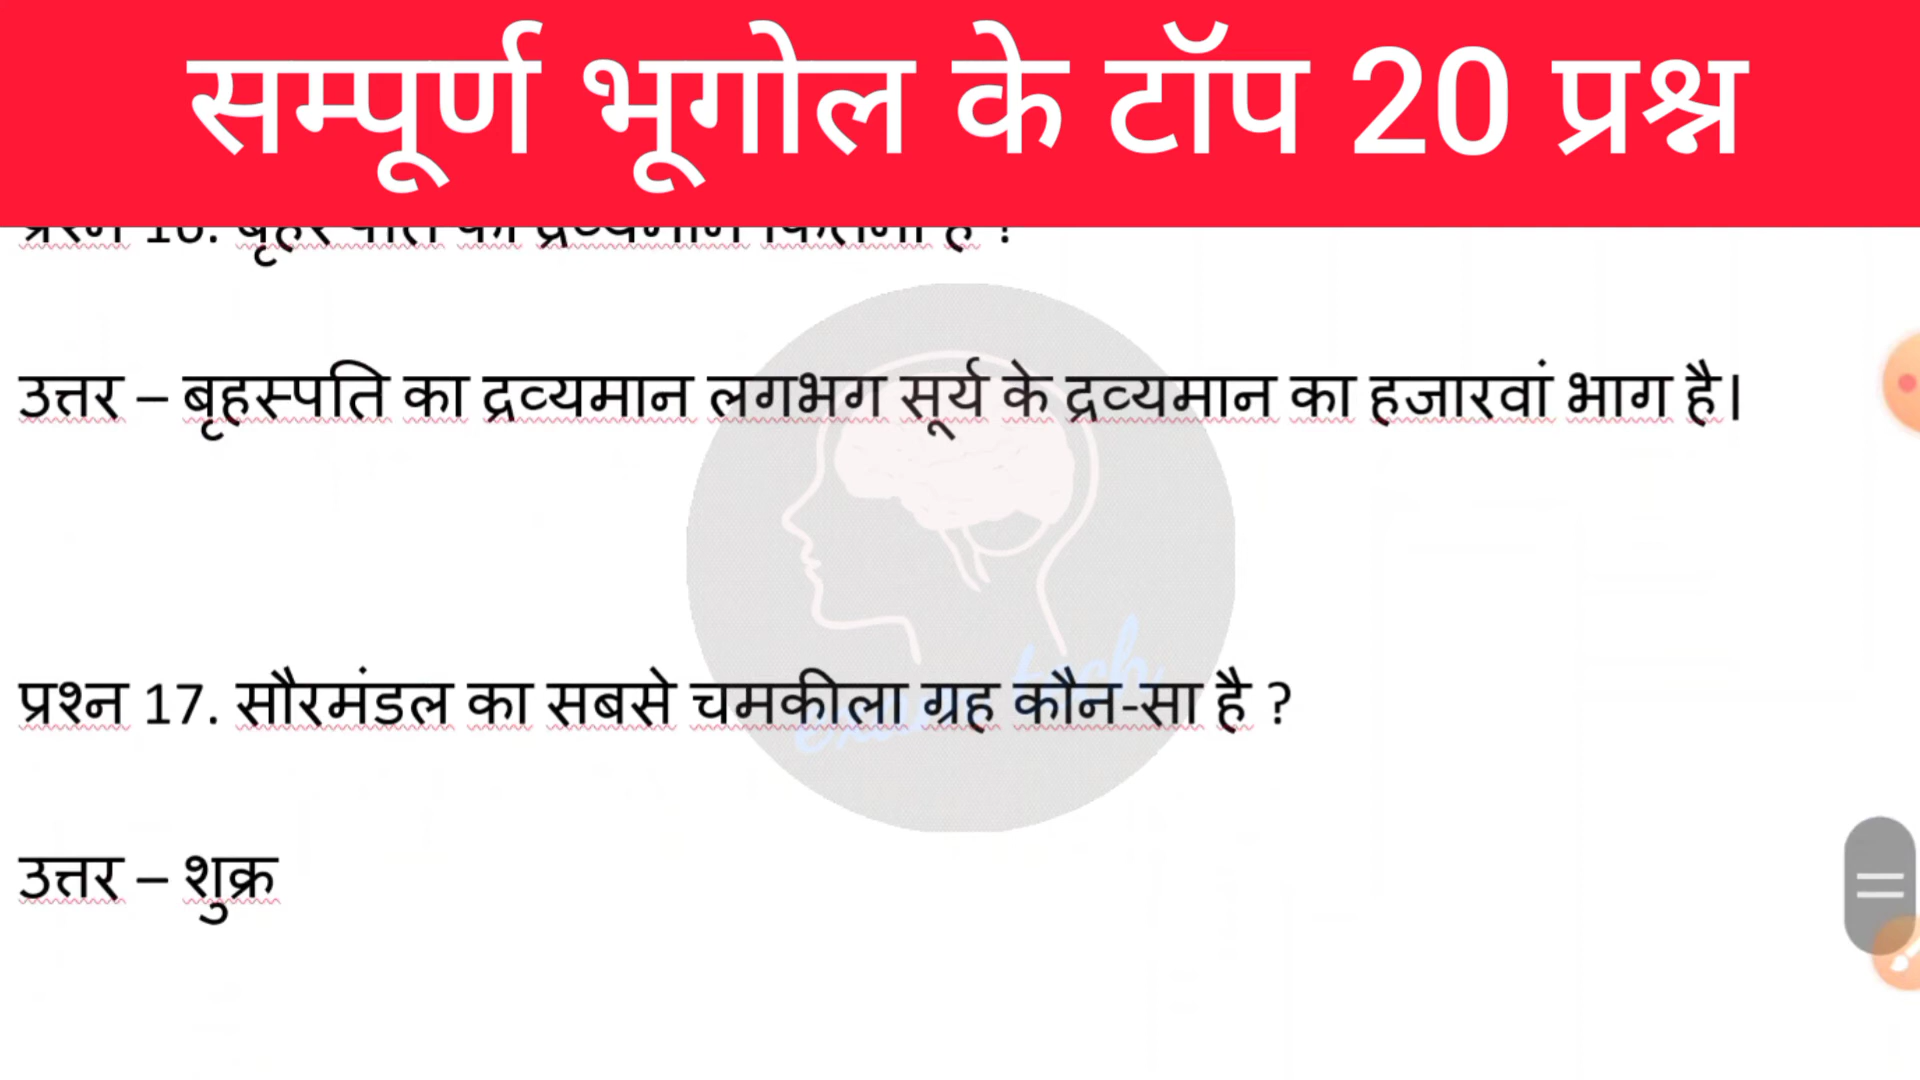 सम्पूर्ण भूगोल के टॉप 20 प्रश्न
उत्तर – बृहस्पति का द्रव्यमान लगभग सूर्य के द्रव्यमान का हजारवां भाग है।
प्रश्न 17. सौरमंडल का सबसे चमकीला ग्रह कौन-सा है ?
उत्तर – शुक्र